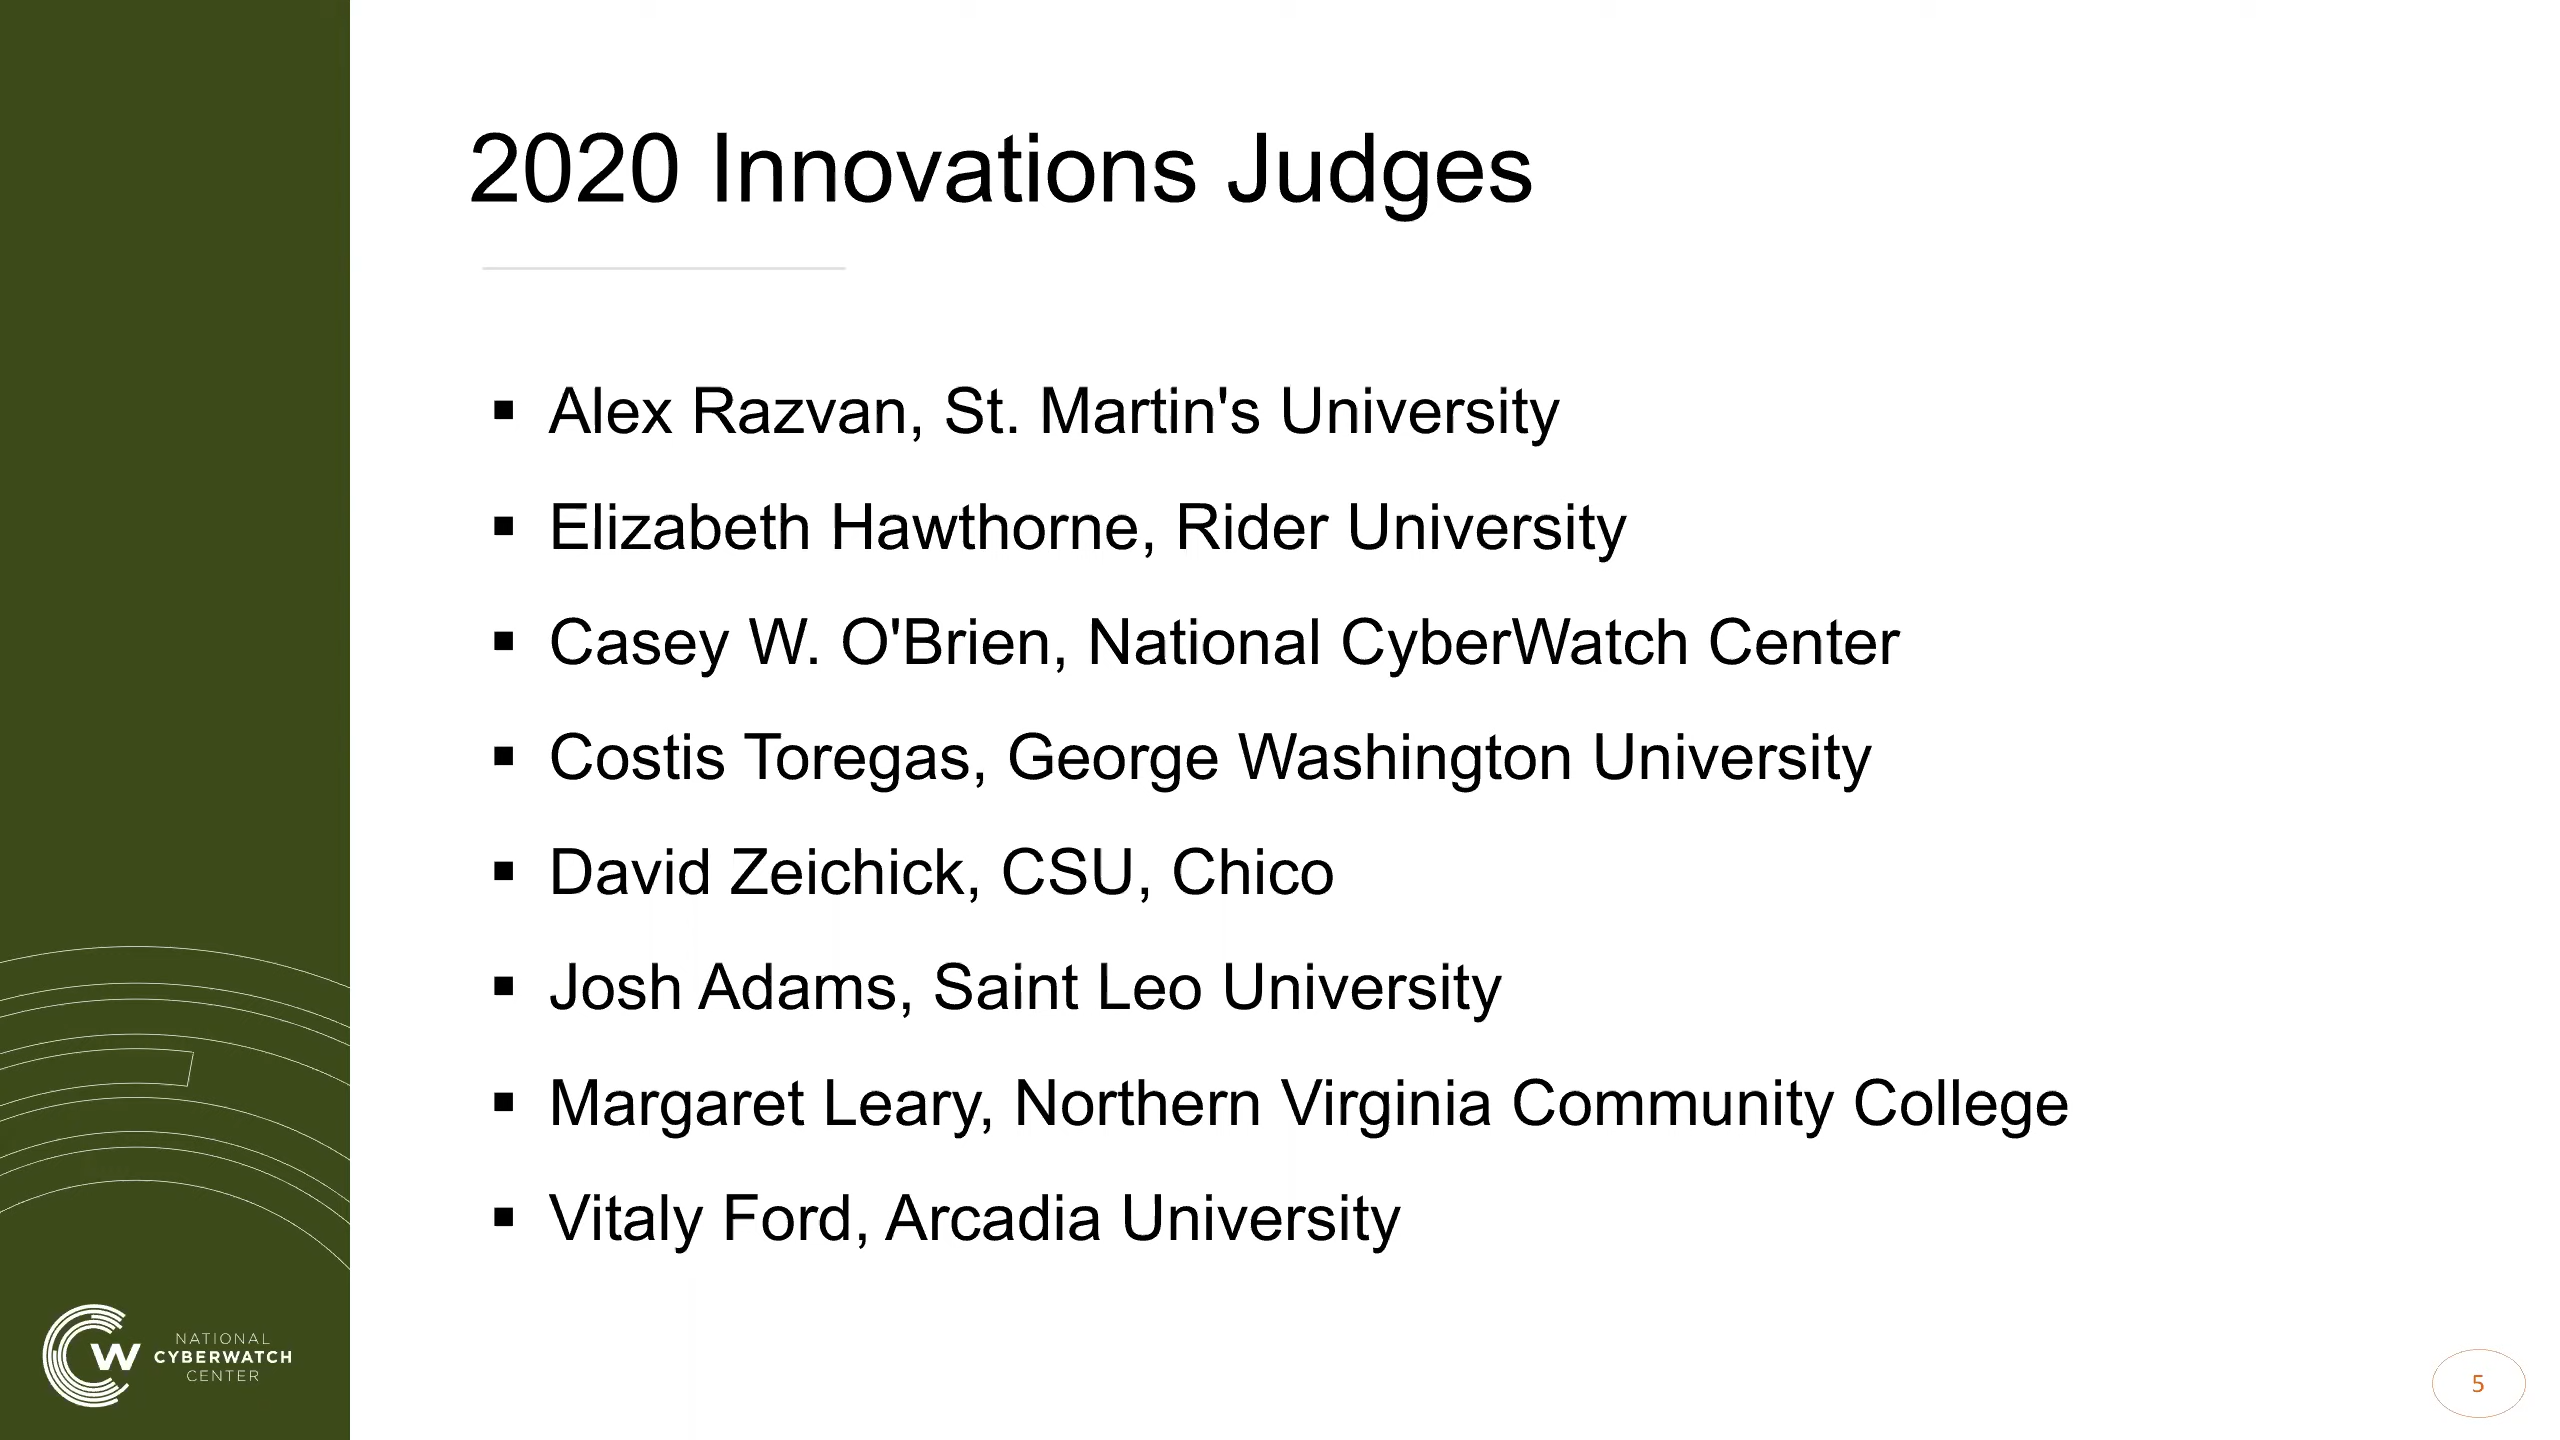 2020 Innovations Judges
▪ Alex Razvan, St. Martin's University
▪ Elizabeth Hawthorne, Rider University
▪ Casey W. O'Brien, National CyberWatch Center
▪ Costis Toregas, George Washington University
▪ David Zeichick, CSU, Chico
▪ Josh Adams, Saint Leo University
▪ Margaret Leary, Northern Virginia Community College
▪ Vitaly Ford, Arcadia University
CW
NATIONAL
CYBERWATCH
CENTER
5